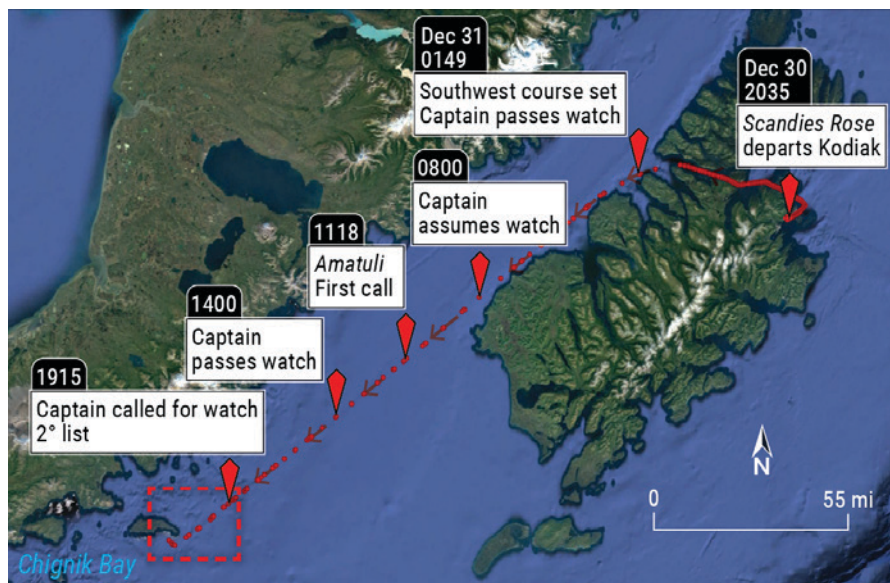 Dec 31
0149
Southwest course set
Captain passes watch
Dec 30
2035
Scandies Rose
departs Kodiak
0800
Captain
assumes watch
1118
Amatuli
First call
1400
Captain
passes watch
1915
Captain called for watch
2° list
N
0
55 mi
Chignik Bay